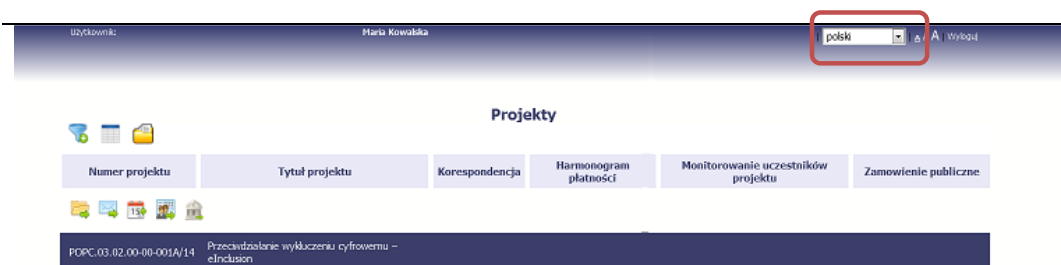 Użytkownik: Maria Kowalska | polski | A A A | Wyloguj
Projekty
Numer projektu Tytuł projektu Korespondencja Harmonogram płatności Monitorowanie uczestników projektu Zamowienie publiczne
15
POPC.03.02.00-00-001A/14 Przeciwdziałanie wykluczeniu cyfrowemu –
eInclusion